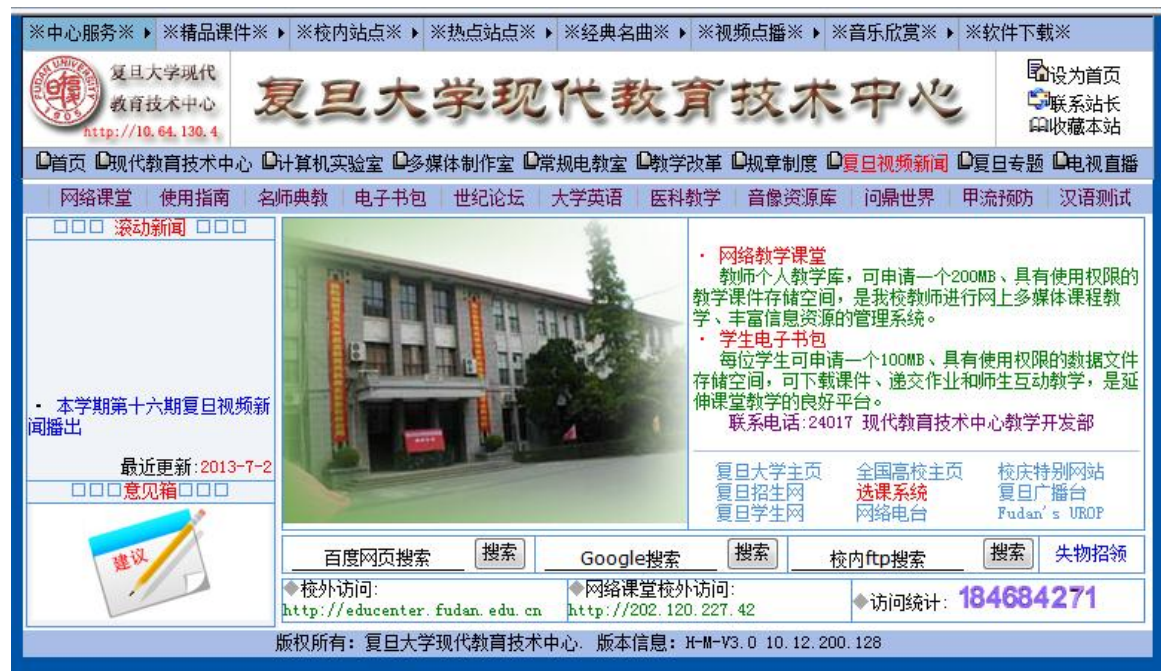 ※中心服务※ ※精品课件※ ※校内站点※ ※热点站点※ ※经典名曲※ ※视频点播※ ※音乐欣赏※ ※软件下载※
FUDAN UNIVERSITY
1905
复旦大学现代
教育技术中心
http://10.64.130.4
复旦大学现代教育技术中心
设为首页
联系站长
收藏本站
首页 现代教育技术中心 计算机实验室 多媒体制作室 常规电教室 教学改革 规章制度 复旦视频新闻 复旦专题 电视直播
网络课堂 使用指南 名师典教 电子书包 世纪论坛 大学英语 医科教学 音像资源库 问鼎世界 甲流预防 汉语测试
□□□ 滚动新闻 □□□
· 本学期第十六期复旦视频新
闻播出
最近更新:2013-7-2
□□□意见箱□□□
建议
· 网络教学课堂
教师个人教学库，可申请一个200MB、具有使用权限的
教学课件存储空间，是我校教师进行网上多媒体课程教
学、丰富信息资源的管理系统。
· 学生电子书包
每位学生可申请一个100MB、具有使用权限的数据文件
存储空间，可下载课件、递交作业和师生互动教学，是延
伸课堂教学的良好平台。
联系电话:24017 现代教育技术中心教学开发部
复旦大学主页 全国高校主页 校庆特别网站
复旦招生网 选课系统 复旦广播台
复旦学生网 网络电台 Fudan's UROP
百度网页搜索 搜索 Google搜索 搜索 校内ftp搜索 搜索 失物招领
◆校外访问:
http://educenter.fudan.edu.cn
◆网络课堂校外访问:
http://202.120.227.42
◆访问统计: 184684271
版权所有: 复旦大学现代教育技术中心. 版本信息: H-M-V3.0 10.12.200.128